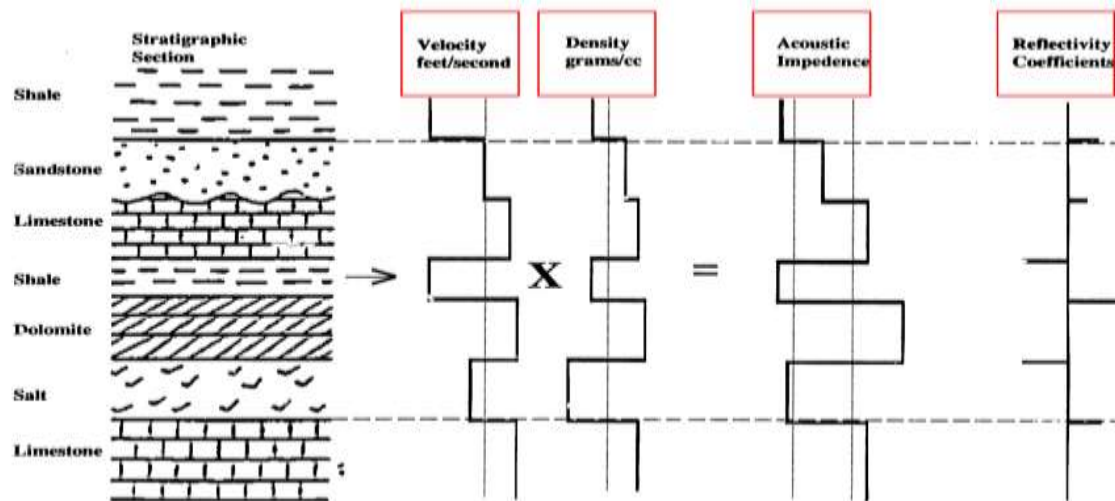 Stratigraphic
Section
Velocity
feet/second
Density
grams/cc
Acoustic
Impedence
Reflectivity
Coefficients
Shale
Sandstone
Limestone
Shale
Dolomite
Salt
Limestone
X
=